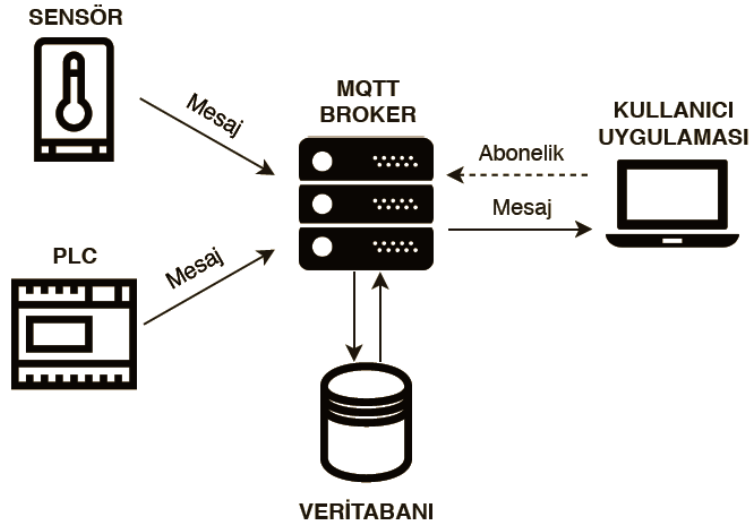 SENSÖR
Mesaj
MQTT
BROKER
KULLANICI
UYGULAMASI
Abonelik
Mesaj
PLC
Mesaj
VERİTABANI